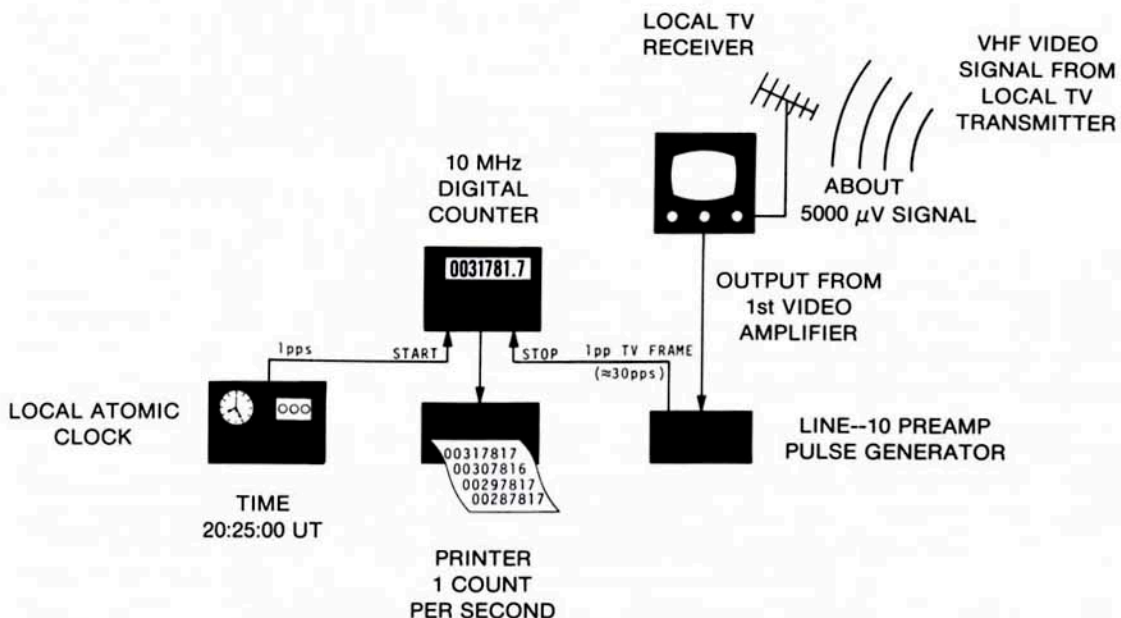 LOCAL TV
RECEIVER
VHF VIDEO
SIGNAL FROM
LOCAL TV
TRANSMITTER
ABOUT
5000 μV SIGNAL
10 MHz
DIGITAL
COUNTER
0031781.7
OUTPUT FROM
1st VIDEO
AMPLIFIER
1pps
START
STOP
1pp TV FRAME
(≈30pps)
LOCAL ATOMIC
CLOCK
000
TIME
20:25:00 UT
00317817
00307816
00297817
00287817
PRINTER
1 COUNT
PER SECOND
LINE--10 PREAMP
PULSE GENERATOR